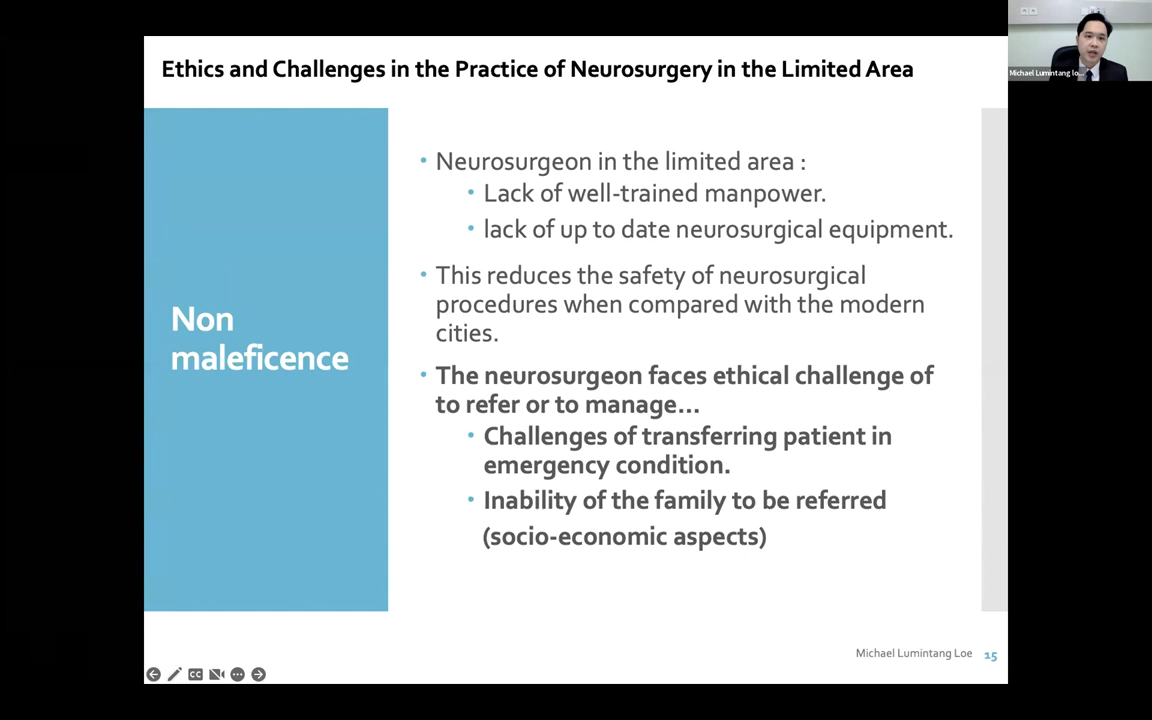 Ethics and Challenges in the Practice of Neurosurgery in the Limited Area
Michael Lumintang lo...
Non
maleficence
• Neurosurgeon in the limited area :
• Lack of well-trained manpower.
• lack of up to date neurosurgical equipment.
• This reduces the safety of neurosurgical
procedures when compared with the modern
cities.
• The neurosurgeon faces ethical challenge of
to refer or to manage...
• Challenges of transferring patient in
emergency condition.
• Inability of the family to be referred
(socio-economic aspects)
Michael Lumintang Loe 15
CC